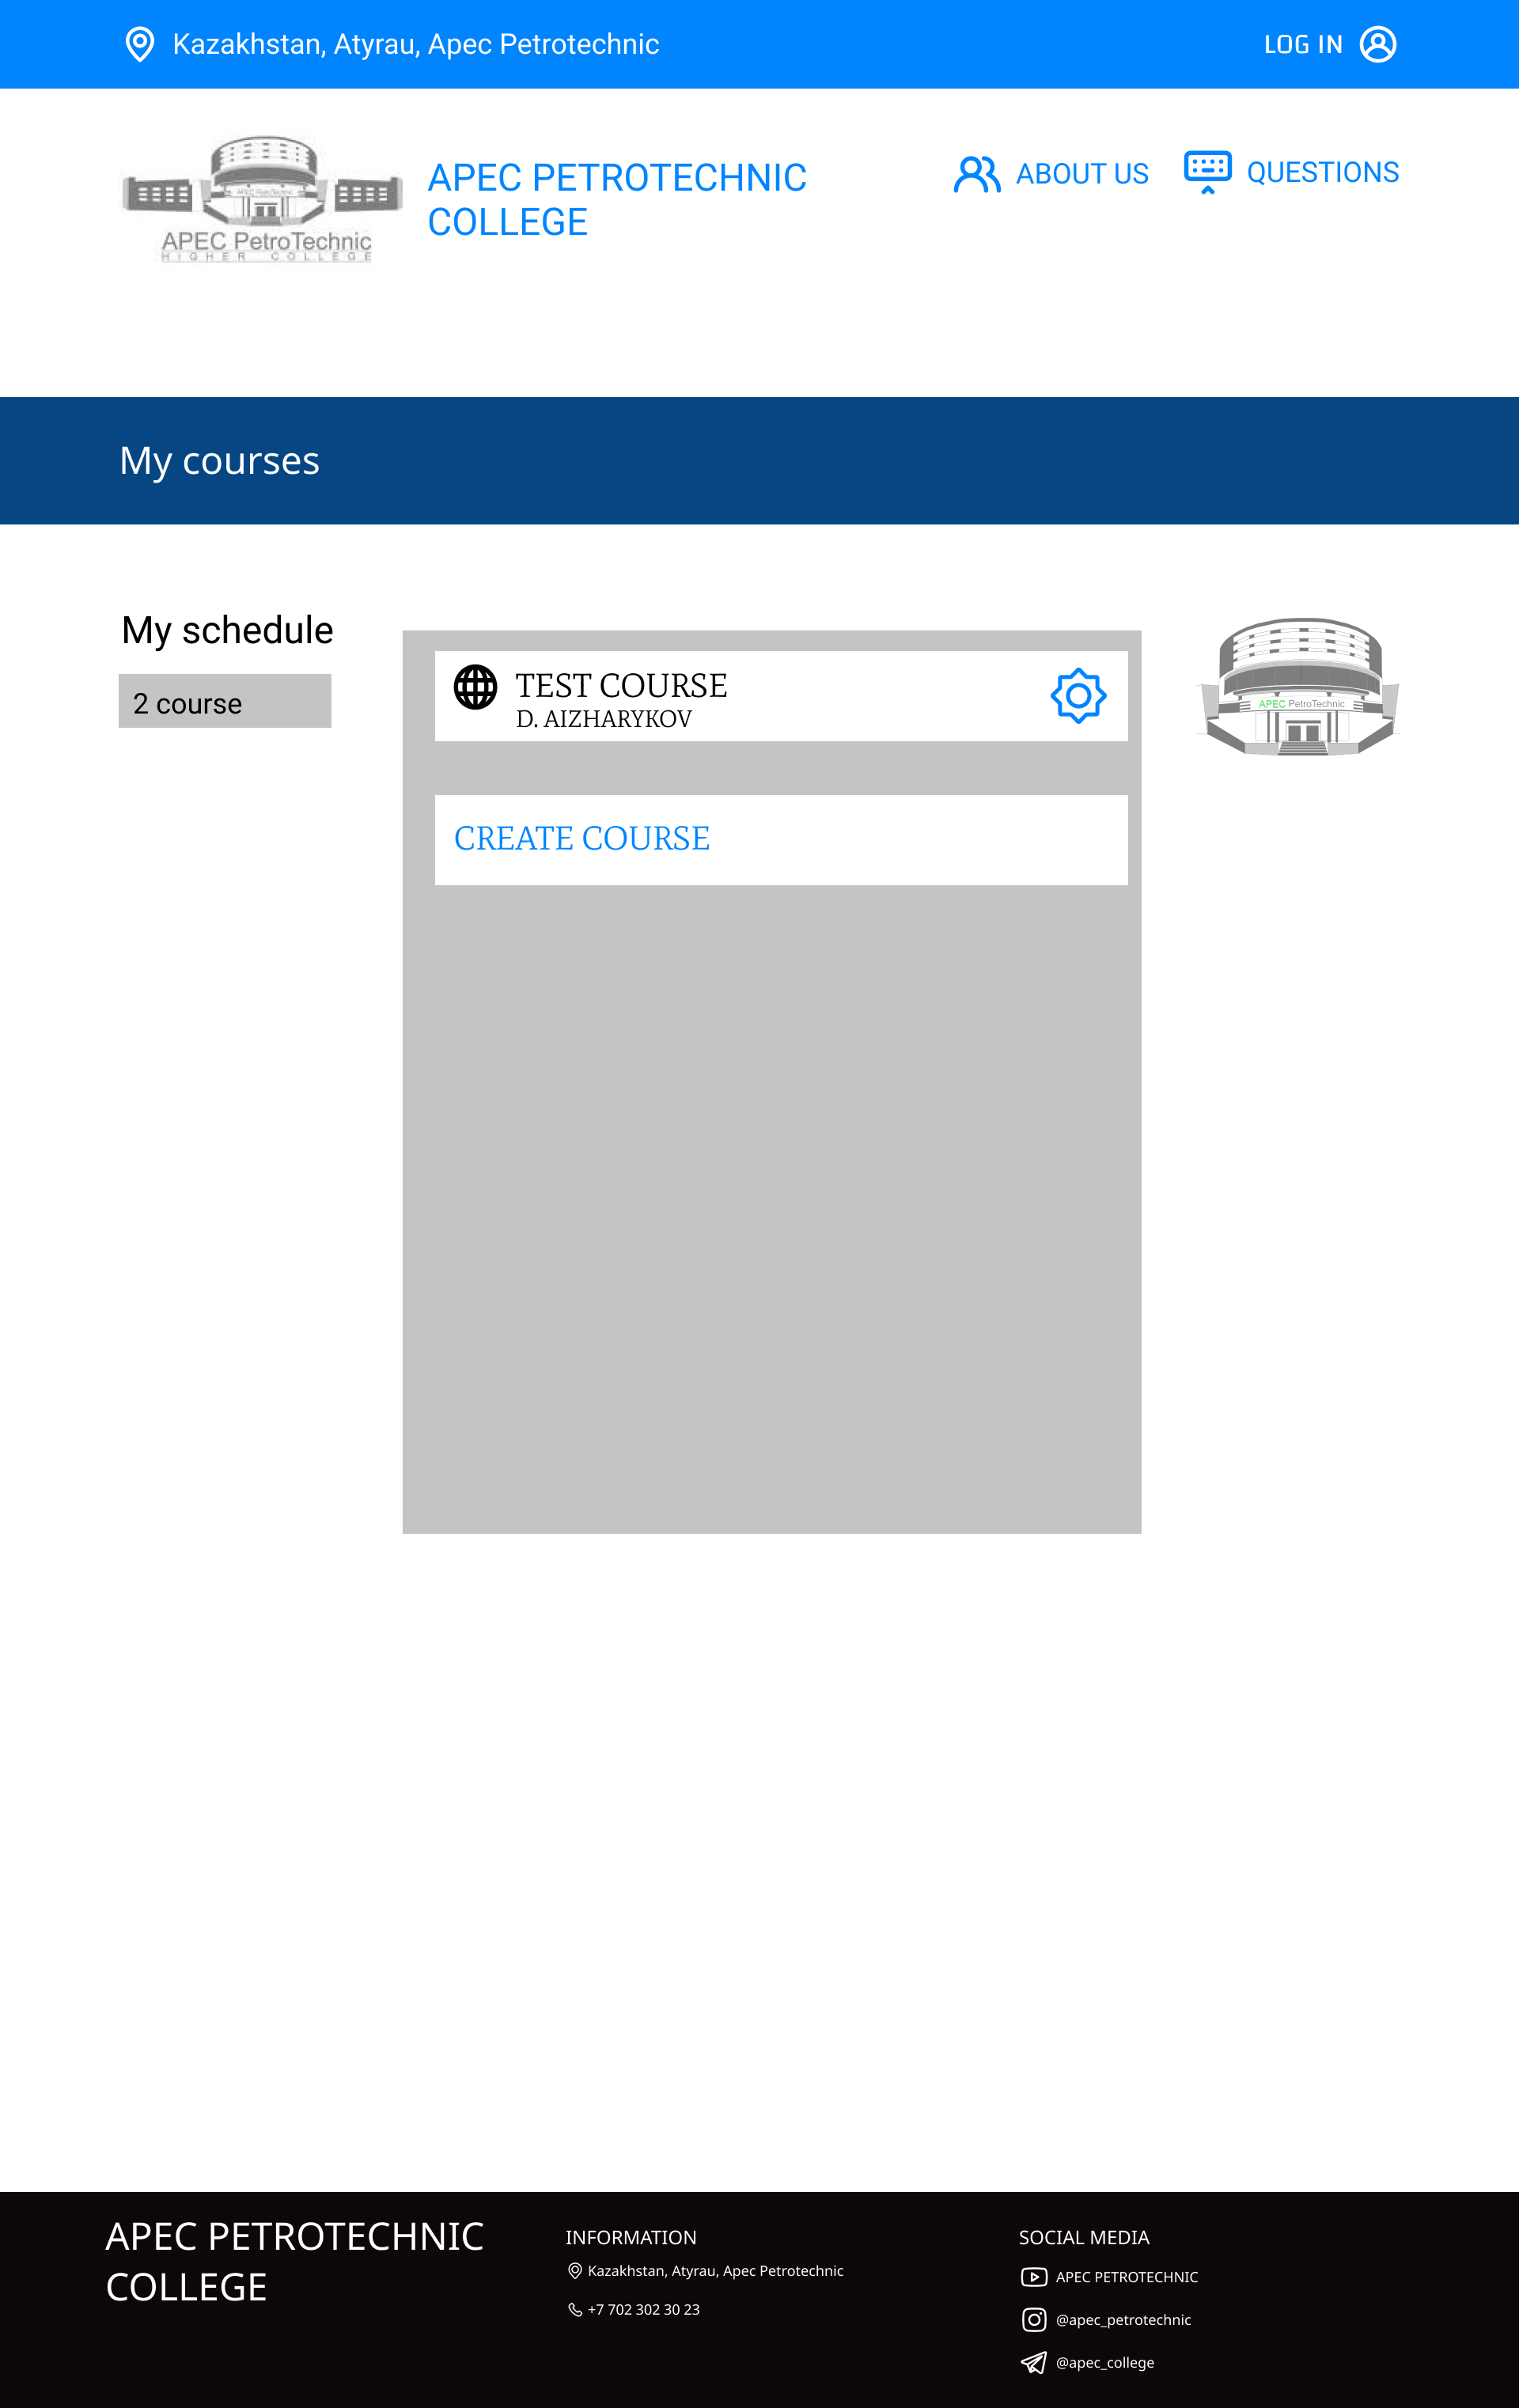 Kazakhstan, Atyrau, Apec Petrotechnic
LOG IN
APEC PetroTechnic
HIGHER COLLEGE
APEC PETROTECHNIC
COLLEGE
ABOUT US
QUESTIONS
My courses
My schedule
2 course
TEST COURSE
D. AIZHARYKOV
CREATE COURSE
APEC PetroTechnic
APEC PETROTECHNIC
COLLEGE
INFORMATION
Kazakhstan, Atyrau, Apec Petrotechnic
+7 702 302 30 23
SOCIAL MEDIA
APEC PETROTECHNIC
@apec_petrotechnic
@apec_college